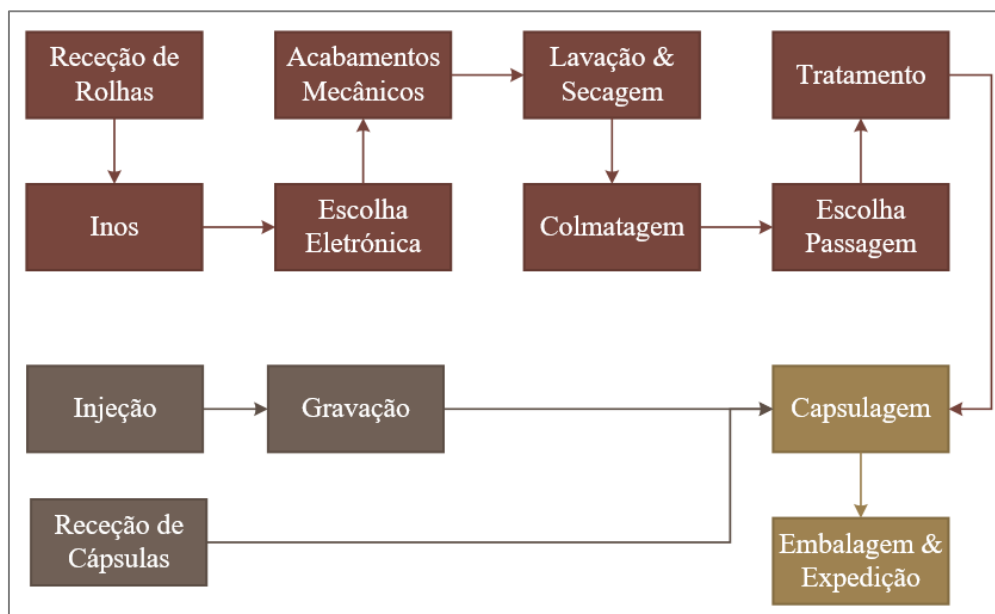 Receção de
Rolhas
Acabamentos
Mecânicos
Lavação &
Secagem
Tratamento
Inos
Escolha
Eletrónica
Colmatagem
Escolha
Passagem
Injeção
Gravação
Capsulagem
Receção de
Cápsulas
Embalagem &
Expedição